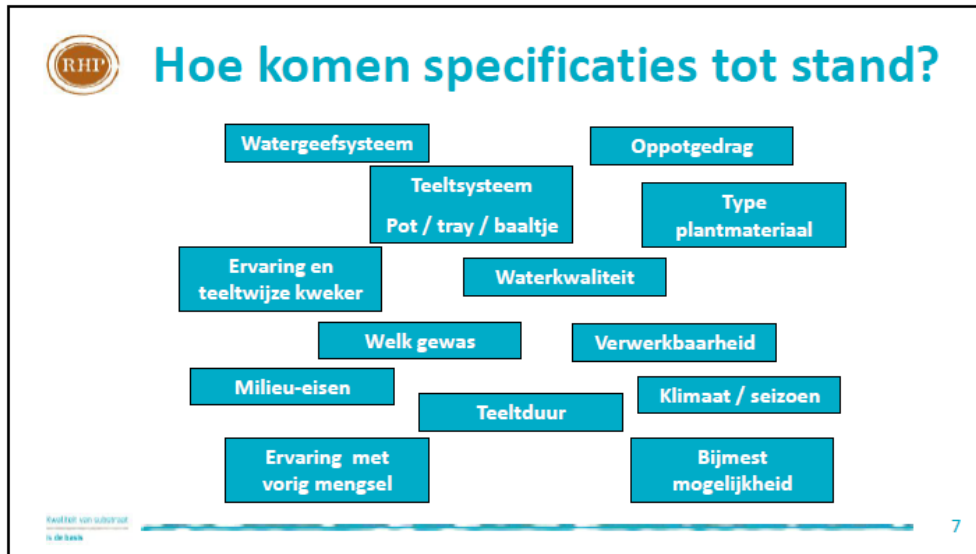 RHP
Hoe komen specificaties tot stand?
Watergeefsysteem
Oppotgedrag
Teeltsysteem
Pot / tray / baaltje
Type
plantmateriaal
Ervaring en
teeltwijze kweker
Waterkwaliteit
Welk gewas
Verwerkbaarheid
Milieu-eisen
Teeltduur
Klimaat / seizoen
Ervaring met
vorig mengsel
Bijmest
mogelijkheid
Kwaliteit van substraat
is de basis
7